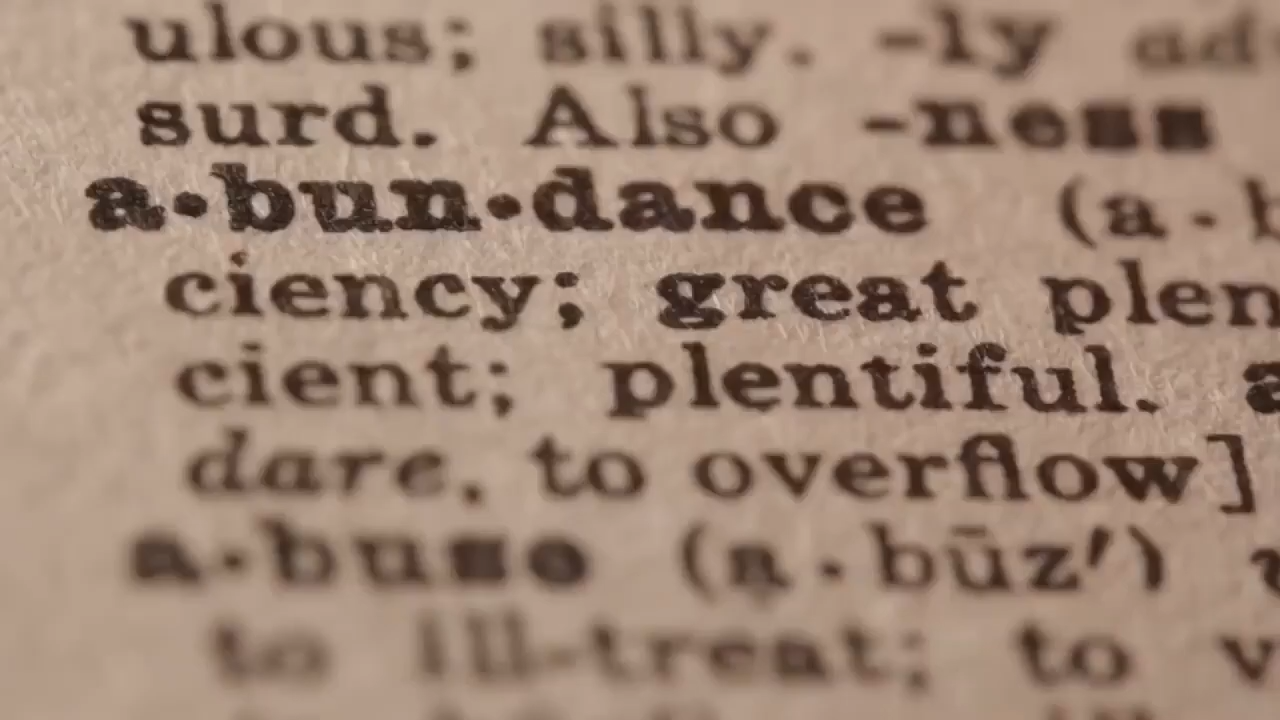 ulous; silly. -ly ad
surd. Also -ness
a·bun·dance (a·b
ciency; great plen
cient; plentiful. a
dare, to overflow]
a·buse (a·būz′) v
to ill-treat; to v